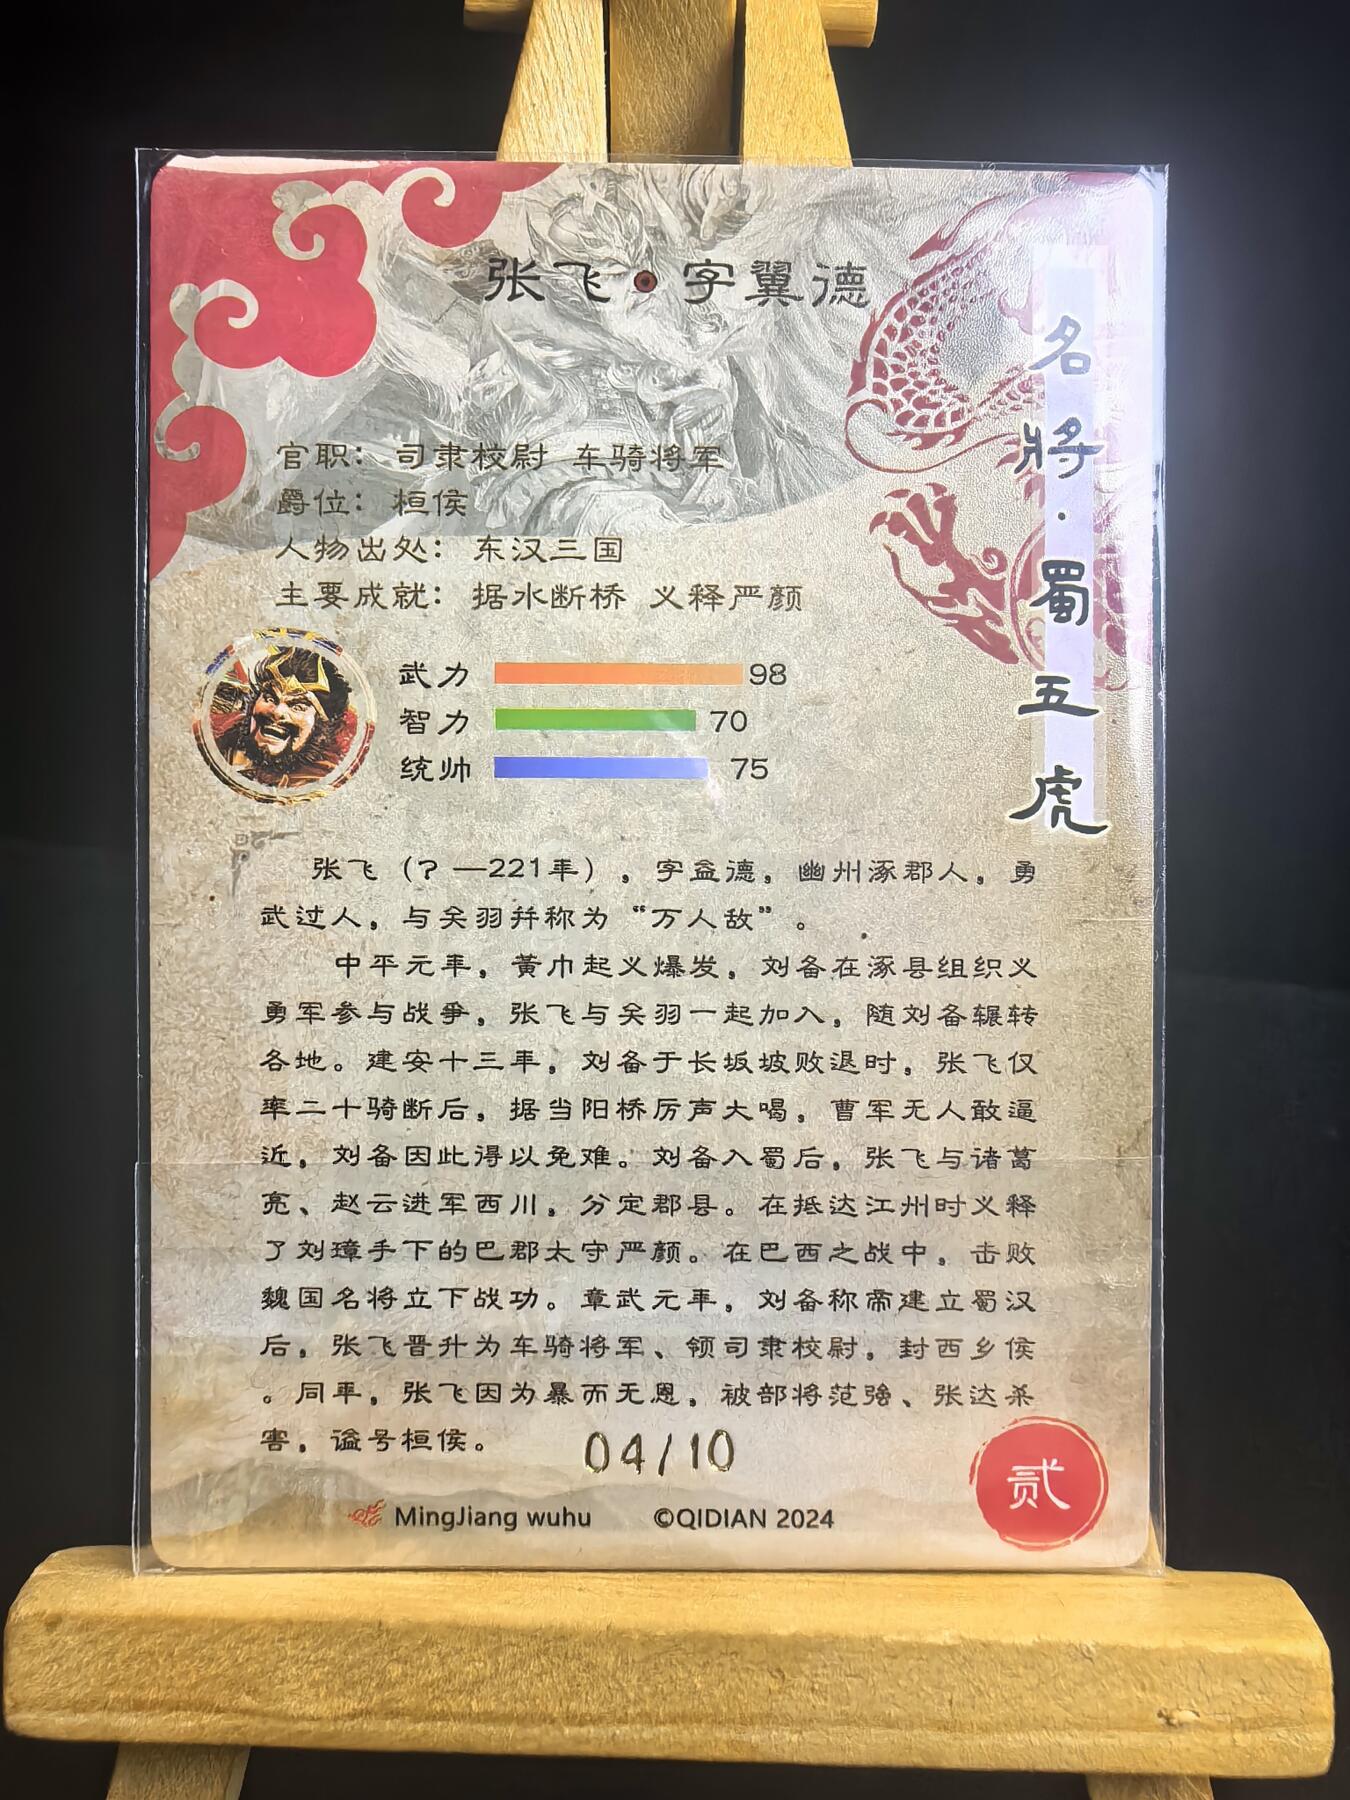 张飞·字翼德
名將·蜀五虎
官职：司隶校尉 车骑将军
爵位：桓侯
人物出处：东汉三国
主要成就：据水断桥 义释严颜
武力 98
智力 70
统帅 75
张飞（？—221年），字益德，幽州涿郡人，勇
武过人，与关羽并称为“万人敌”。
中平元年，黄巾起义爆发，刘备在涿县组织义
勇军参与战争，张飞与关羽一起加入，随刘备辗转
各地。建安十三年，刘备于长坂坡败退时，张飞仅
率二十骑断后，据当阳桥厉声大喝，曹军无人敢逼
近，刘备因此得以免难。刘备入蜀后，张飞与诸葛
亮、赵云进军西川，分定郡县。在抵达江州时义释
了刘璋手下的巴郡太守严颜。在巴西之战中，击败
魏国名将立下战功。章武元年，刘备称帝建立蜀汉
后，张飞晋升为车骑将军、领司隶校尉，封西乡侯
。同年，张飞因为暴而无恩，被部将范强、张达杀
害，谥号桓侯。
04/10
贰
MingJiang wuhu ©QIDIAN 2024